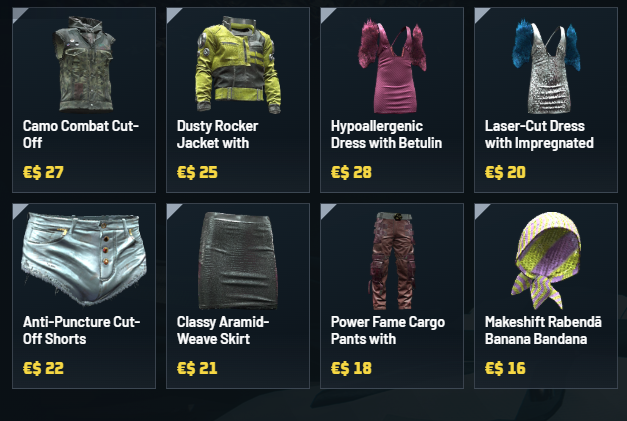 Camo Combat Cut-
Off
€$ 27
Dusty Rocker
Jacket with
€$ 25
Hypoallergenic
Dress with Betulin
€$ 28
Laser-Cut Dress
with Impregnated
€$ 20
Anti-Puncture Cut-
Off Shorts
€$ 22
Classy Aramid-
Weave Skirt
€$ 21
Power Fame Cargo
Pants with
€$ 18
Makeshift Rabendā
Banana Bandana
€$ 16